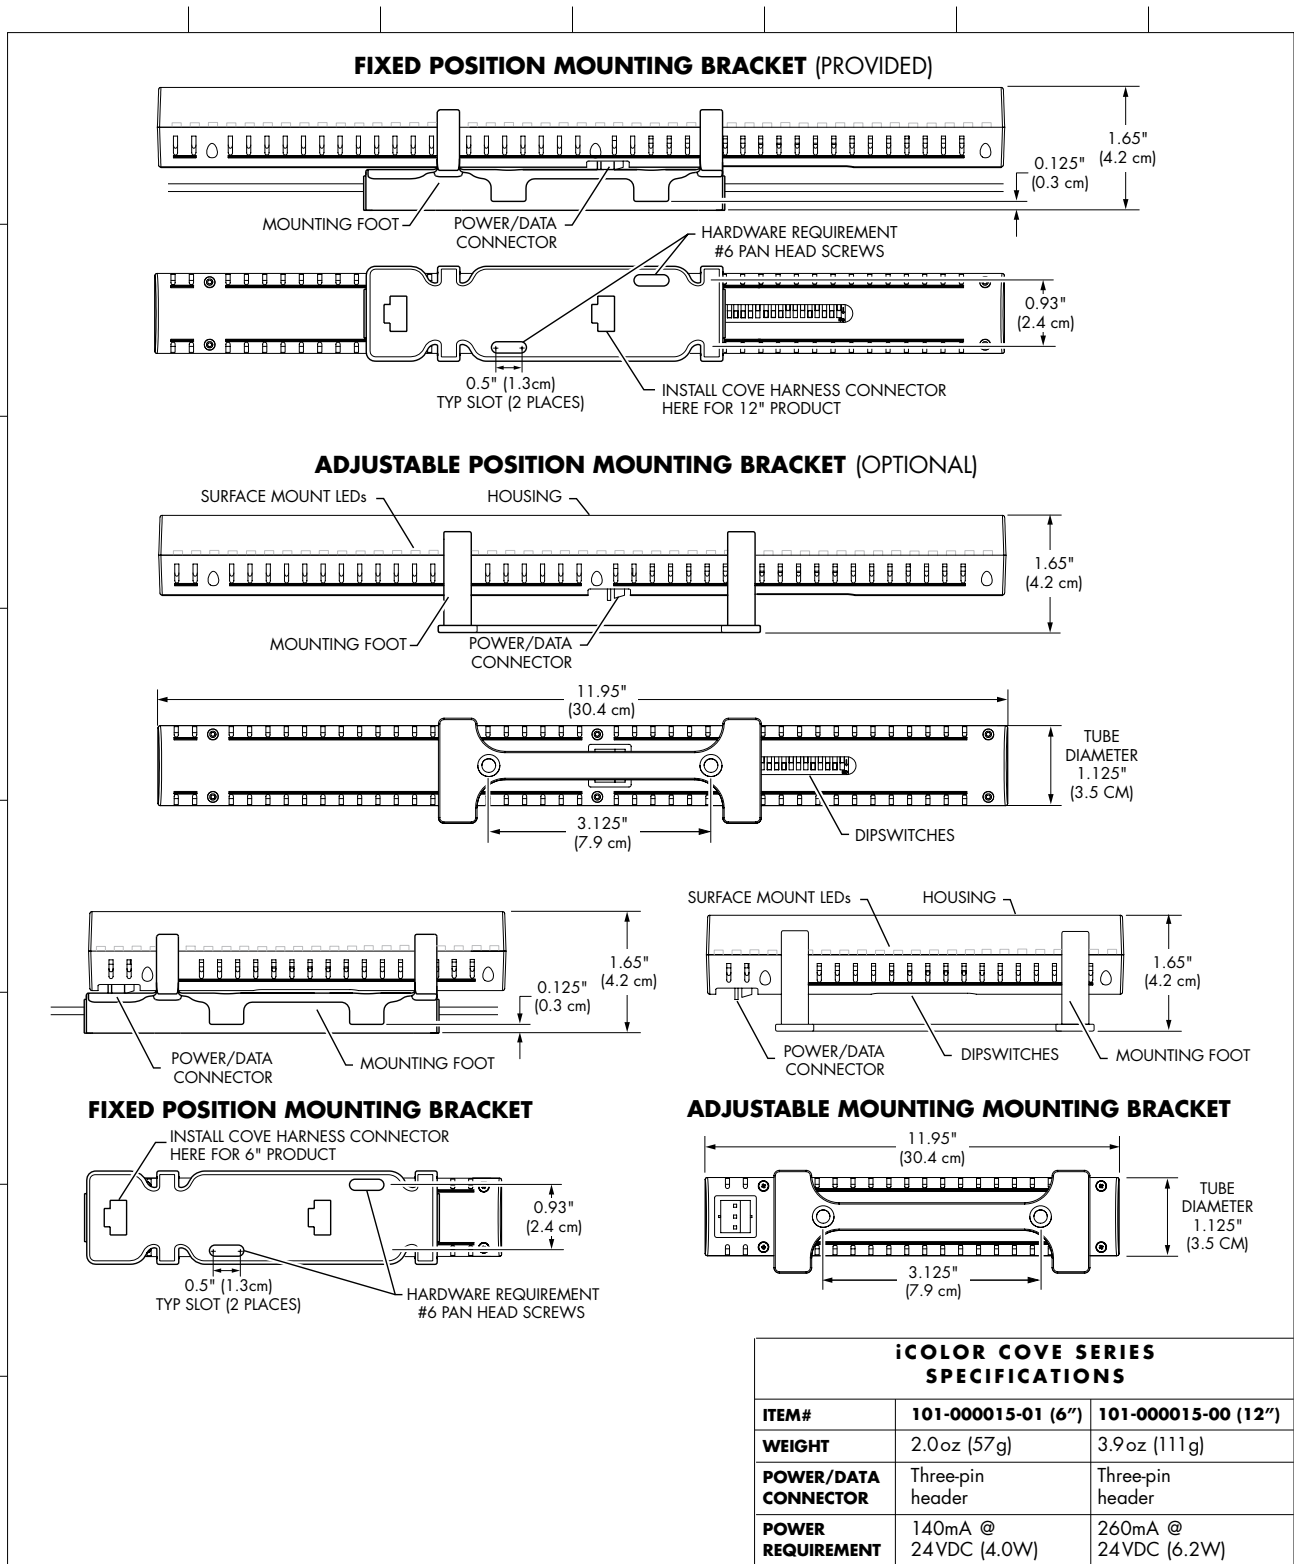 FIXED POSITION MOUNTING BRACKET (PROVIDED)
1.65"
(4.2 cm)
0.125"
(0.3 cm)
MOUNTING FOOT
POWER/DATA
CONNECTOR
HARDWARE REQUIREMENT
#6 PAN HEAD SCREWS
0.93"
(2.4 cm)
0.5" (1.3cm)
TYP SLOT (2 PLACES)
INSTALL COVE HARNESS CONNECTOR
HERE FOR 12" PRODUCT
ADJUSTABLE POSITION MOUNTING BRACKET (OPTIONAL)
SURFACE MOUNT LEDs
HOUSING
1.65"
(4.2 cm)
MOUNTING FOOT
POWER/DATA
CONNECTOR
11.95"
(30.4 cm)
TUBE
DIAMETER
1.125"
(3.5 CM)
3.125"
(7.9 cm)
DIPSWITCHES
1.65"
(4.2 cm)
0.125"
(0.3 cm)
POWER/DATA
CONNECTOR
MOUNTING FOOT
SURFACE MOUNT LEDs
HOUSING
1.65"
(4.2 cm)
POWER/DATA
CONNECTOR
DIPSWITCHES
MOUNTING FOOT
FIXED POSITION MOUNTING BRACKET
INSTALL COVE HARNESS CONNECTOR
HERE FOR 6" PRODUCT
0.93"
(2.4 cm)
0.5" (1.3cm)
TYP SLOT (2 PLACES)
HARDWARE REQUIREMENT
#6 PAN HEAD SCREWS
ADJUSTABLE MOUNTING MOUNTING BRACKET
11.95"
(30.4 cm)
TUBE
DIAMETER
1.125"
(3.5 CM)
3.125"
(7.9 cm)
iCOLOR COVE SERIES
SPECIFICATIONS
ITEM# 101-000015-01 (6″) 101-000015-00 (12″)
WEIGHT 2.0oz (57g) 3.9oz (111g)
POWER/DATA Three-pin Three-pin
CONNECTOR header header
POWER 140mA @ 260mA @
REQUIREMENT 24VDC (4.0W) 24VDC (6.2W)